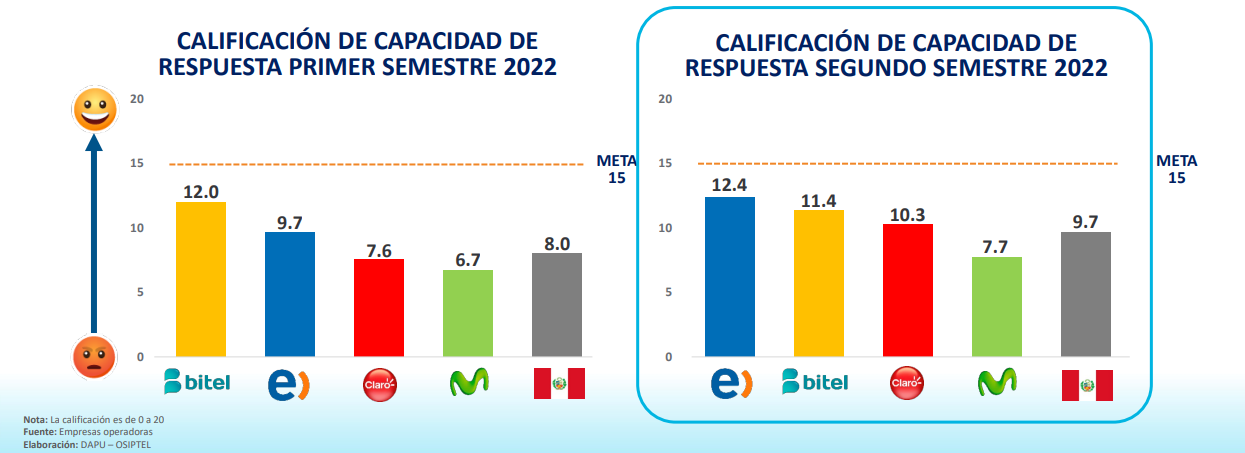 CALIFICACIÓN DE CAPACIDAD DE
RESPUESTA PRIMER SEMESTRE 2022
20
15
10
5
0
META
15
12.0
9.7
7.6
6.7
8.0
bitel
e)
Claro
CALIFICACIÓN DE CAPACIDAD DE
RESPUESTA SEGUNDO SEMESTRE 2022
20
15
10
5
0
META
15
12.4
11.4
10.3
7.7
9.7
e)
bitel
Claro
Nota: La calificación es de 0 a 20
Fuente: Empresas operadoras
Elaboración: DAPU – OSIPTEL